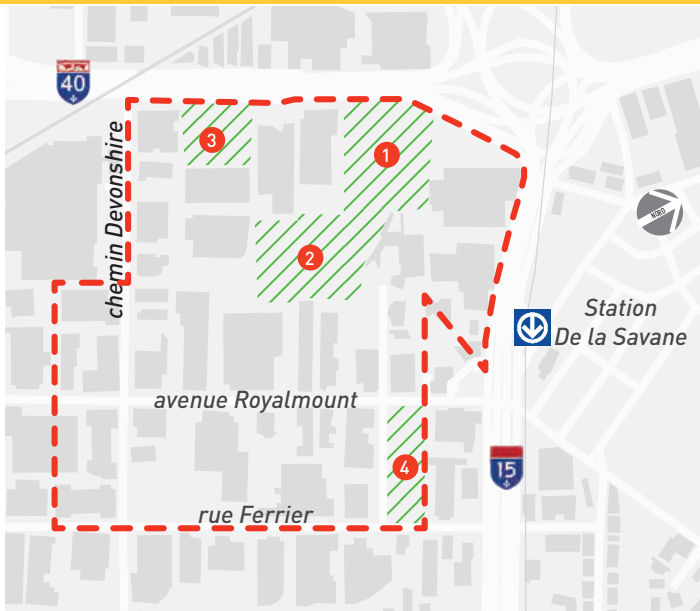 40
chemin Devonshire
3
1
NORD
2
Station
De la Savane
avenue Royalmount
4
15
rue Ferrier